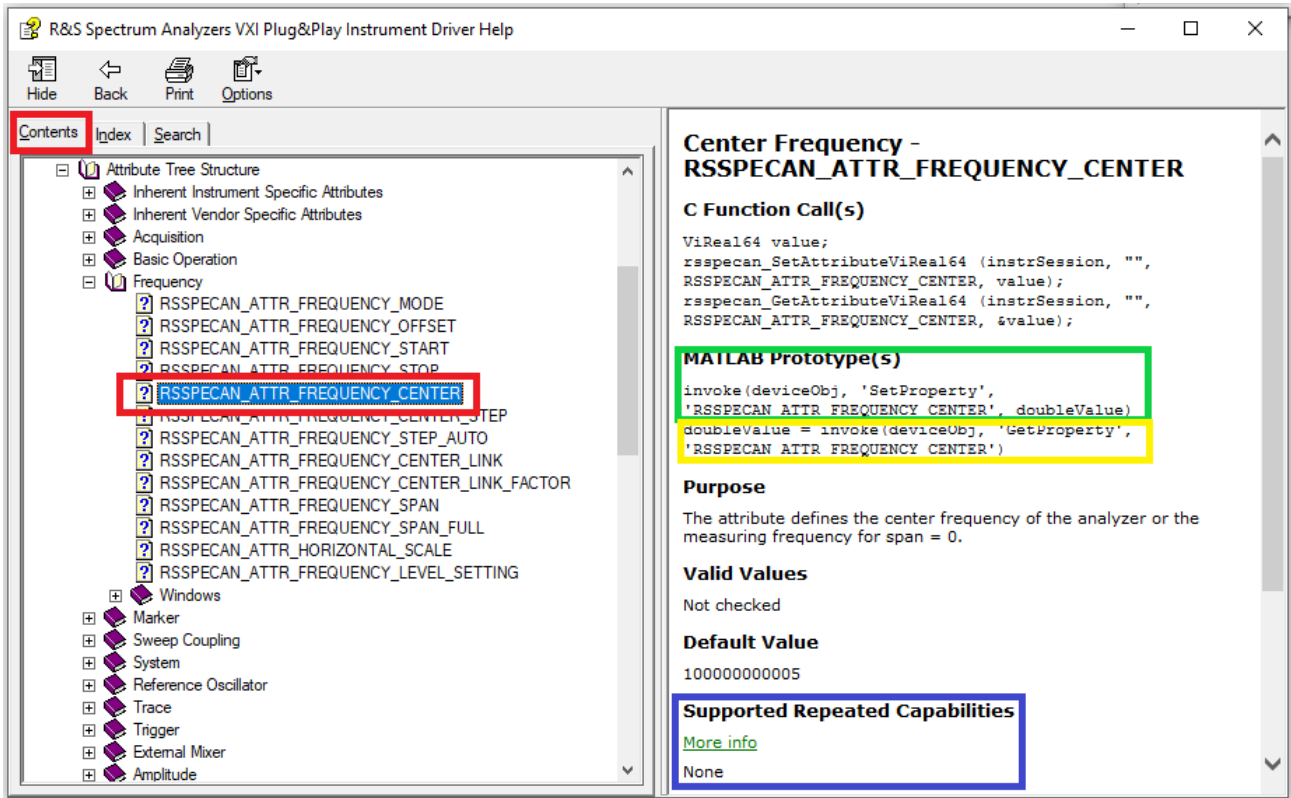 R&S Spectrum Analyzers VXI Plug&Play Instrument Driver Help
Hide Back Print Options
Contents Index Search
Attribute Tree Structure
Inherent Instrument Specific Attributes
Inherent Vendor Specific Attributes
Acquisition
Basic Operation
Frequency
RSSPECAN_ATTR_FREQUENCY_MODE
RSSPECAN_ATTR_FREQUENCY_OFFSET
RSSPECAN_ATTR_FREQUENCY_START
RSSPECAN_ATTR_FREQUENCY_STOP
RSSPECAN_ATTR_FREQUENCY_CENTER
RSSPECAN_ATTR_FREQUENCY_CENTER_STEP
RSSPECAN_ATTR_FREQUENCY_STEP_AUTO
RSSPECAN_ATTR_FREQUENCY_CENTER_LINK
RSSPECAN_ATTR_FREQUENCY_CENTER_LINK_FACTOR
RSSPECAN_ATTR_FREQUENCY_SPAN
RSSPECAN_ATTR_FREQUENCY_SPAN_FULL
RSSPECAN_ATTR_HORIZONTAL_SCALE
RSSPECAN_ATTR_FREQUENCY_LEVEL_SETTING
Windows
Marker
Sweep Coupling
System
Reference Oscillator
Trace
Trigger
External Mixer
Amplitude
Center Frequency -
RSSPECAN_ATTR_FREQUENCY_CENTER
C Function Call(s)
ViReal64 value;
rsspecan_SetAttributeViReal64 (instrSession, "",
RSSPECAN_ATTR_FREQUENCY_CENTER, value);
rsspecan_GetAttributeViReal64 (instrSession, "",
RSSPECAN_ATTR_FREQUENCY_CENTER, &value);
MATLAB Prototype(s)
invoke(deviceObj, 'SetProperty',
'RSSPECAN_ATTR_FREQUENCY_CENTER', doubleValue)
doubleValue = invoke(deviceObj, 'GetProperty',
'RSSPECAN_ATTR_FREQUENCY_CENTER')
Purpose
The attribute defines the center frequency of the analyzer or the
measuring frequency for span = 0.
Valid Values
Not checked
Default Value
100000000005
Supported Repeated Capabilities
More info
None